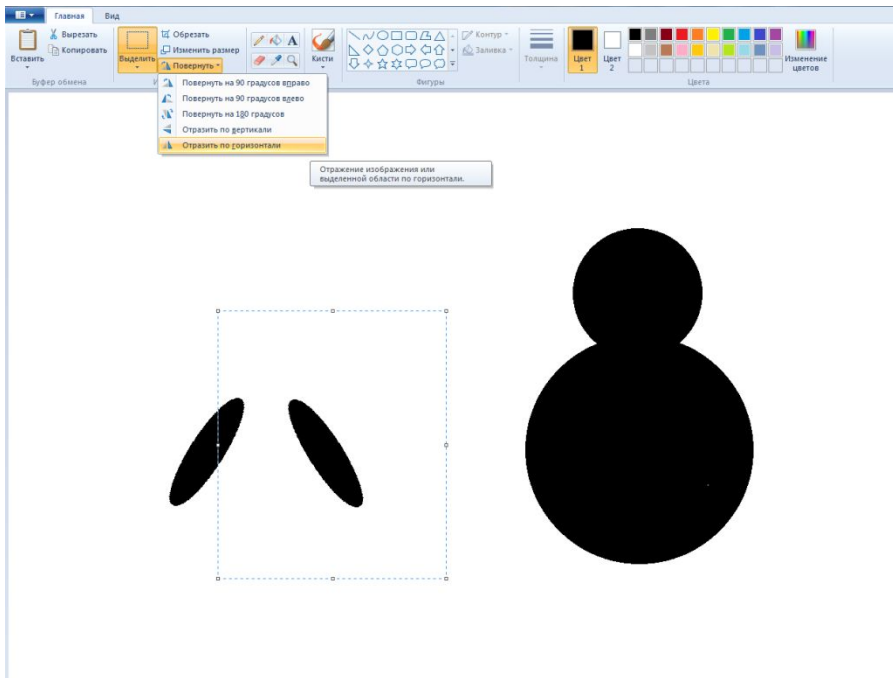 Главная Вид
Вставить
Вырезать
Копировать
Буфер обмена
Выделить
Обрезать
Изменить размер
Повернуть
A
Кисти
Фигуры
Контур
Заливка
Толщина
Цвет
1
Цвет
2
Изменение
цветов
Цвета
Повернуть на 90 градусов вправо
Повернуть на 90 градусов влево
Повернуть на 180 градусов
Отразить по вертикали
Отразить по горизонтали
Отражение изображения или
выделенной области по горизонтали.